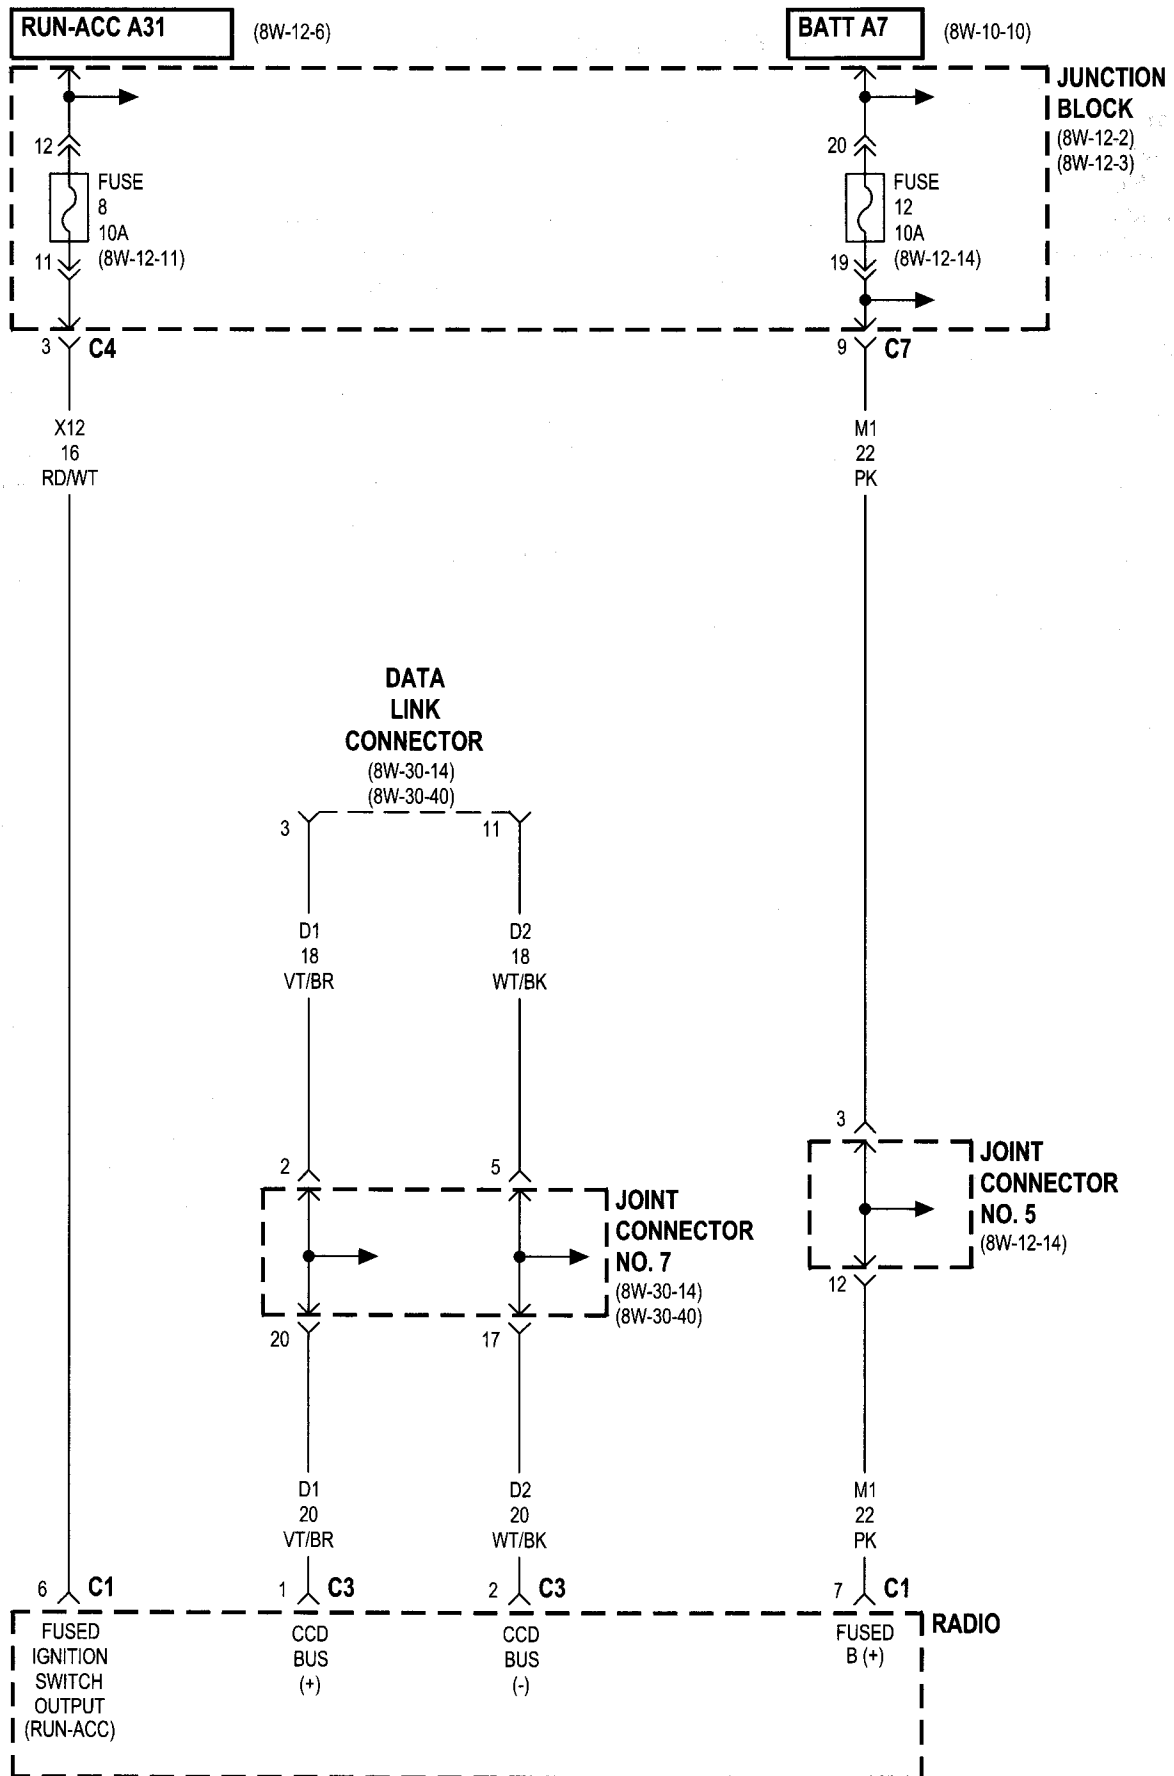 RUN-ACC A31
(8W-12-6)
BATT A7
(8W-10-10)
JUNCTION
BLOCK
(8W-12-2)
(8W-12-3)
12
FUSE
8
10A
(8W-12-11)
11
20
FUSE
12
10A
(8W-12-14)
19
3
C4
9
C7
X12
16
RD/WT
M1
22
PK
DATA
LINK
CONNECTOR
(8W-30-14)
(8W-30-40)
3
11
D1
18
VT/BR
D2
18
WT/BK
3
JOINT
CONNECTOR
NO. 5
(8W-12-14)
12
2
5
JOINT
CONNECTOR
NO. 7
(8W-30-14)
(8W-30-40)
20
17
D1
20
VT/BR
D2
20
WT/BK
M1
22
PK
6
C1
1
C3
2
C3
7
C1
RADIO
FUSED
IGNITION
SWITCH
OUTPUT
(RUN-ACC)
CCD
BUS
(+)
CCD
BUS
(-)
FUSED
B (+)